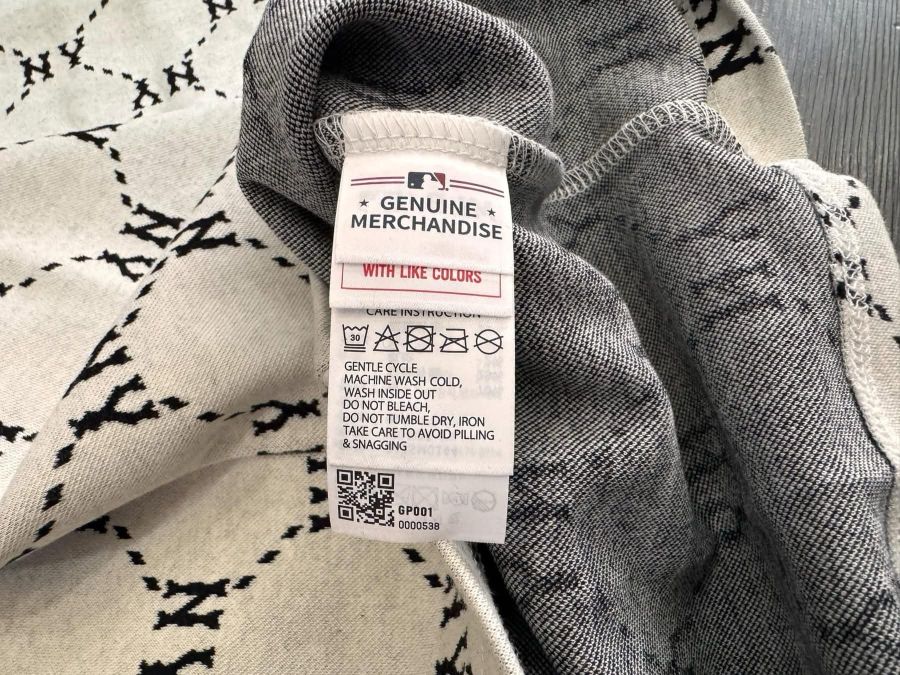 GENUINE
MERCHANDISE
WITH LIKE COLORS
CARE INSTRUCTION
30
GENTLE CYCLE
MACHINE WASH COLD,
WASH INSIDE OUT
DO NOT BLEACH,
DO NOT TUMBLE DRY, IRON
TAKE CARE TO AVOID PILLING
& SNAGGING
GP001
0000538